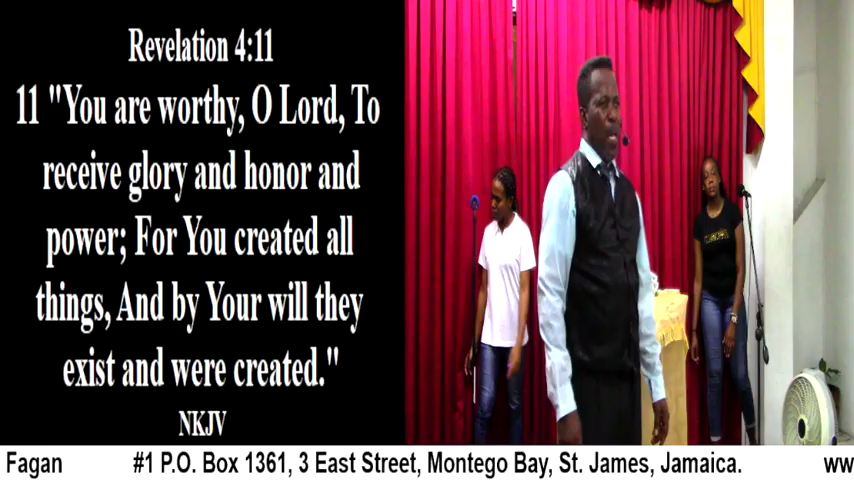 Revelation 4:11
11 "You are worthy, O Lord, To
receive glory and honor and
power; For You created all
things, And by Your will they
exist and were created."
NKJV
Fagan #1 P.O. Box 1361, 3 East Street, Montego Bay, St. James, Jamaica. ww